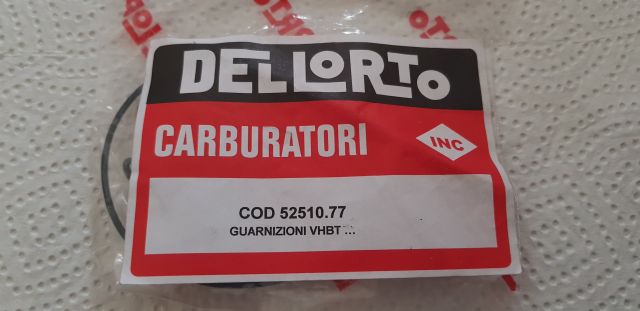 DELLORTO
CARBURATORI
INC
COD 52510.77
GUARNIZIONI VHBT ...